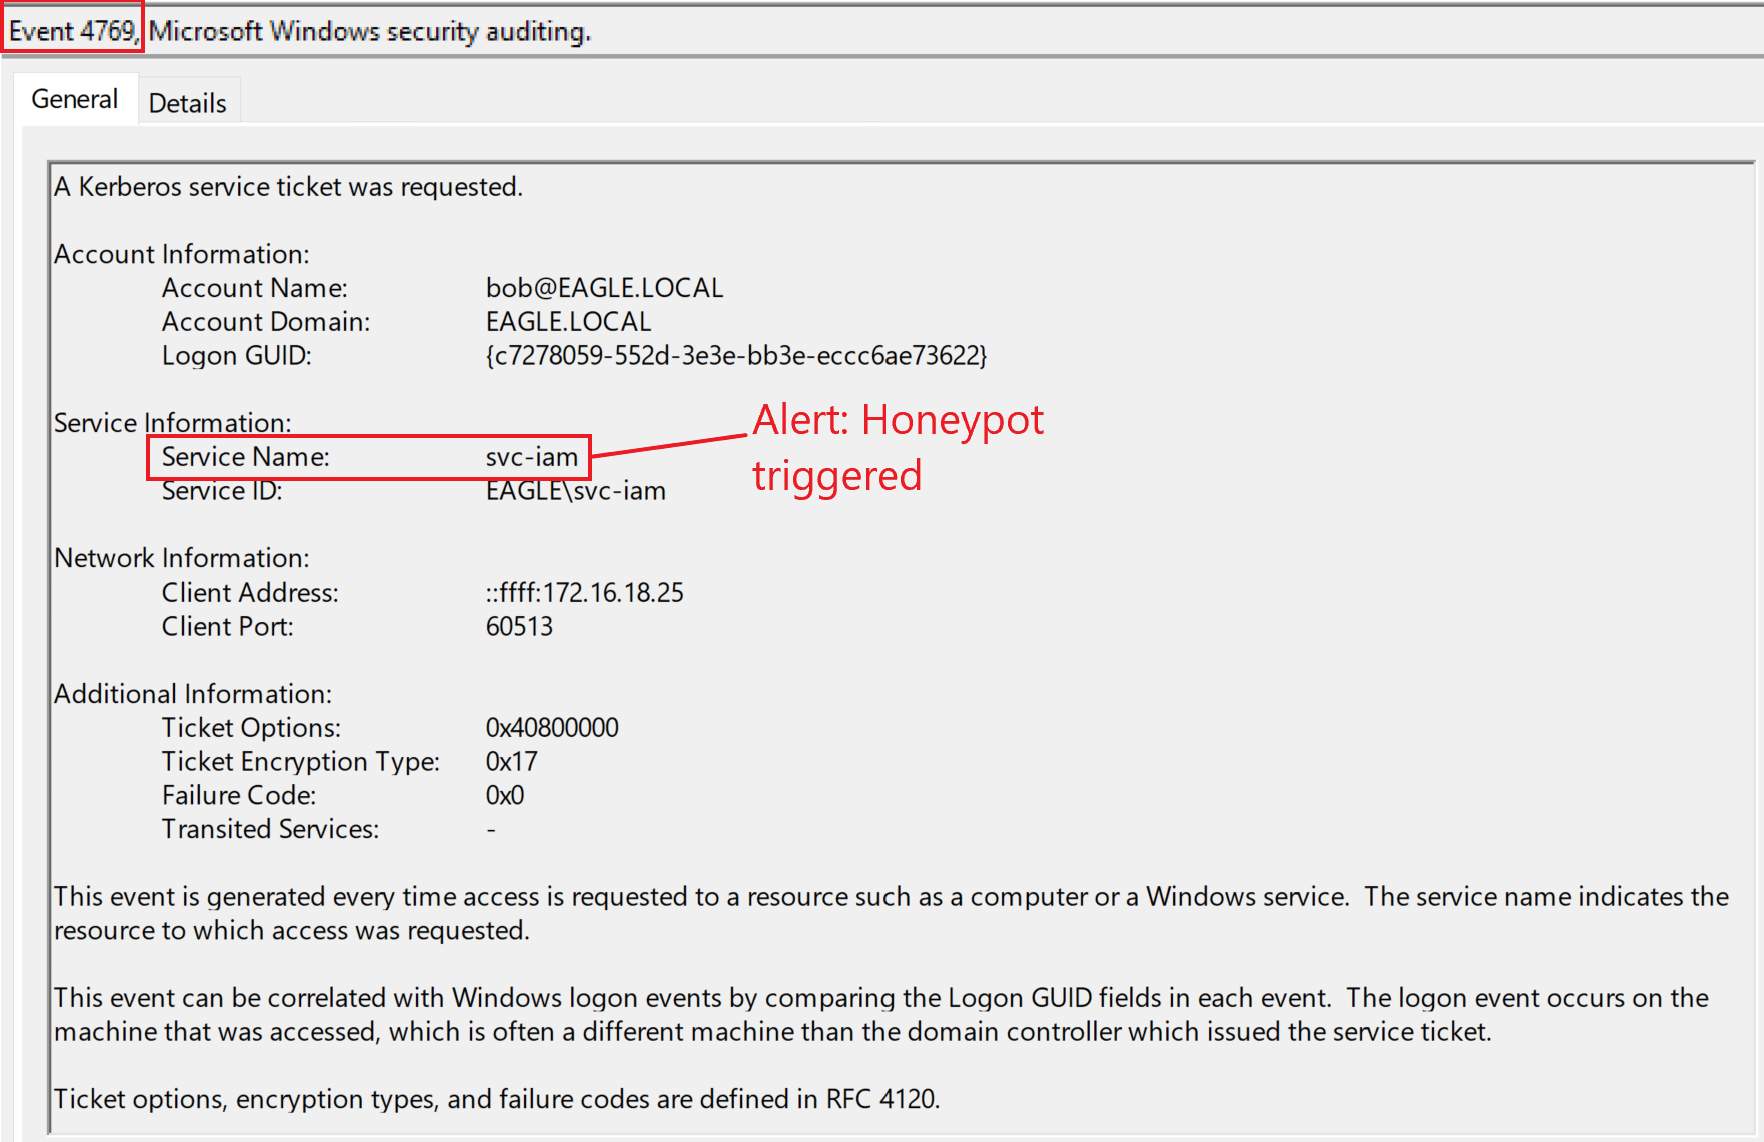 Event 4769, Microsoft Windows security auditing.
General Details
A Kerberos service ticket was requested.
Account Information:
Account Name: bob@EAGLE.LOCAL
Account Domain: EAGLE.LOCAL
Logon GUID: {c7278059-552d-3e3e-bb3e-eccc6ae73622}
Service Information:
Service Name: svc-iam
Service ID: EAGLE\svc-iam
Alert: Honeypot
triggered
Network Information:
Client Address: ::ffff:172.16.18.25
Client Port: 60513
Additional Information:
Ticket Options: 0x40800000
Ticket Encryption Type: 0x17
Failure Code: 0x0
Transited Services: -
This event is generated every time access is requested to a resource such as a computer or a Windows service.  The service name indicates the
resource to which access was requested.
This event can be correlated with Windows logon events by comparing the Logon GUID fields in each event.  The logon event occurs on the
machine that was accessed, which is often a different machine than the domain controller which issued the service ticket.
Ticket options, encryption types, and failure codes are defined in RFC 4120.